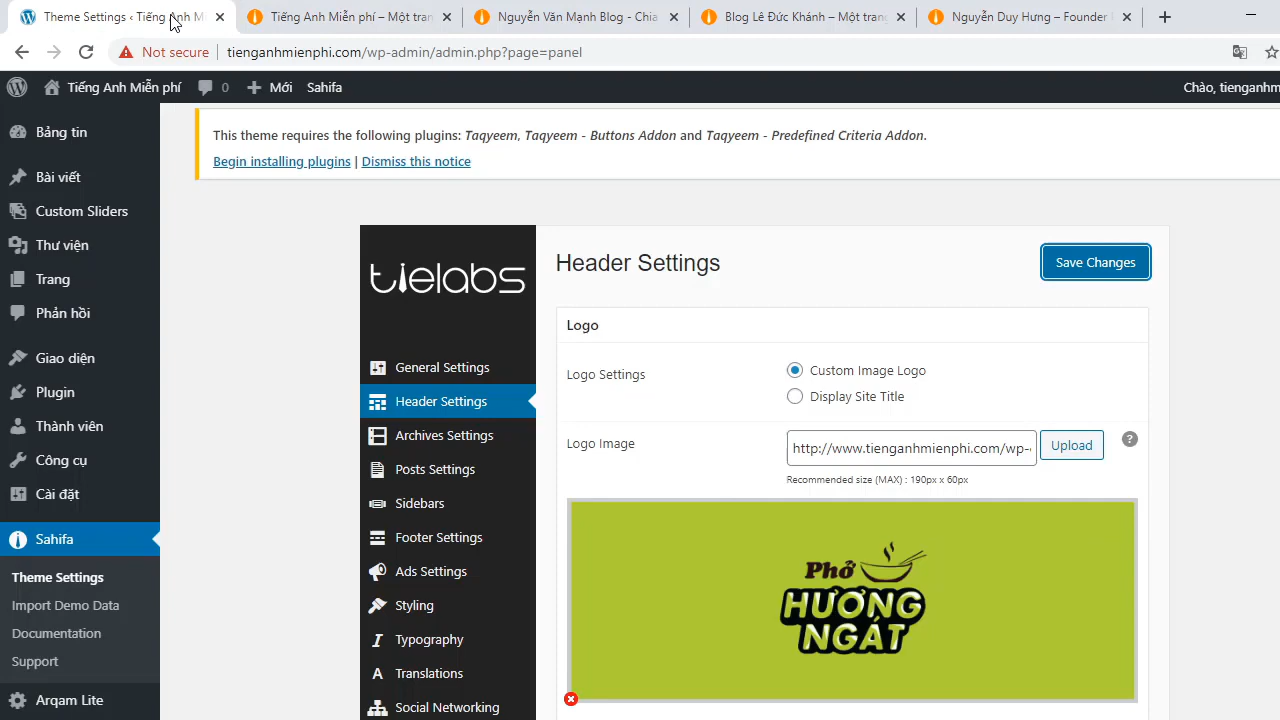 Theme Settings ‹ Tiếng Anh Mi
Tiếng Anh Miễn phí – Một tran
Nguyễn Văn Mạnh Blog - Chia
Blog Lê Đức Khánh – Một trang
Nguyễn Duy Hưng – Founder
Not secure
tienganhmienphi.com/wp-admin/admin.php?page=panel
Tiếng Anh Miễn phí
0
Mới
Sahifa
Chào, tienganhm
This theme requires the following plugins: Taqyeem, Taqyeem - Buttons Addon and Taqyeem - Predefined Criteria Addon.
Begin installing plugins | Dismiss this notice
Bảng tin
Bài viết
Custom Sliders
Thư viện
Trang
Phản hồi
Giao diện
Plugin
Thành viên
Công cụ
Cài đặt
Sahifa
Theme Settings
Import Demo Data
Documentation
Support
Arqam Lite
tielabs
General Settings
Header Settings
Archives Settings
Posts Settings
Sidebars
Footer Settings
Ads Settings
Styling
Typography
Translations
Social Networking
Header Settings
Save Changes
Logo
Logo Settings
Custom Image Logo
Display Site Title
Logo Image
http://www.tienganhmienphi.com/wp-
Upload
?
Recommended size (MAX) : 190px x 60px
Phở
HƯƠNG
NGÁT